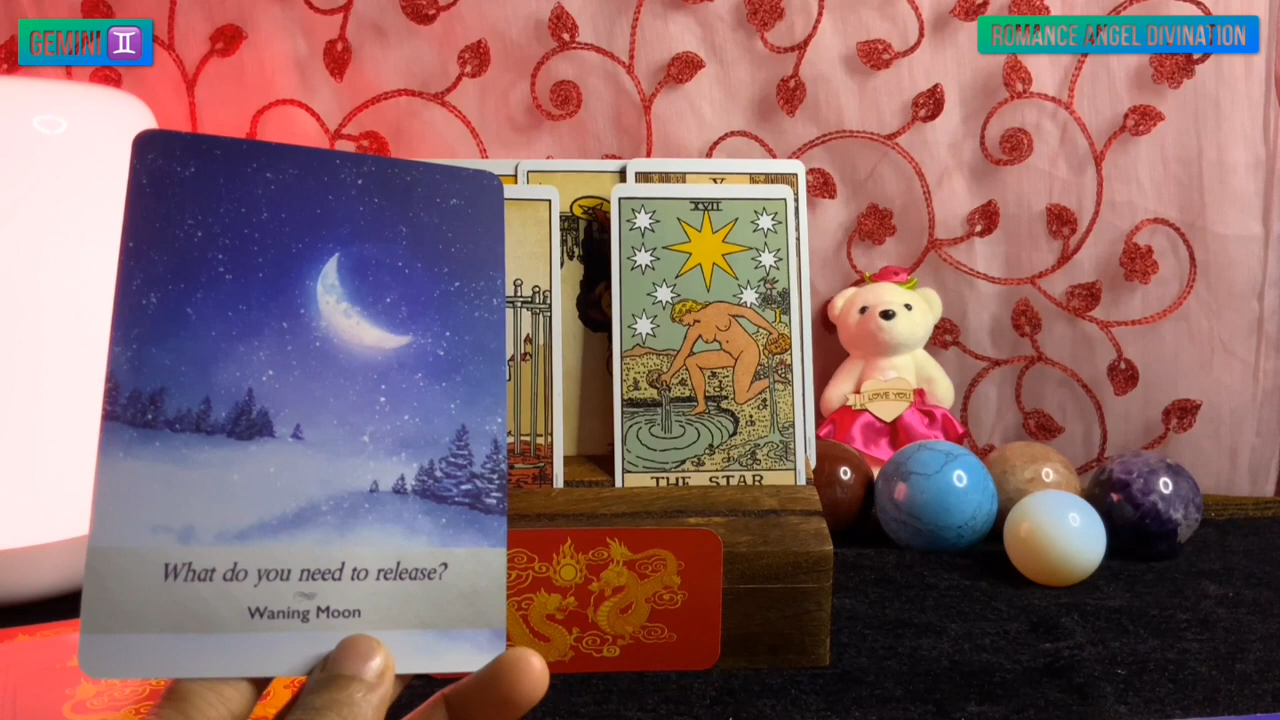 GEMINI ♊
ROMANCE ANGEL DIVINATION
XVII
THE STAR
I LOVE YOU
What do you need to release?
Waning Moon